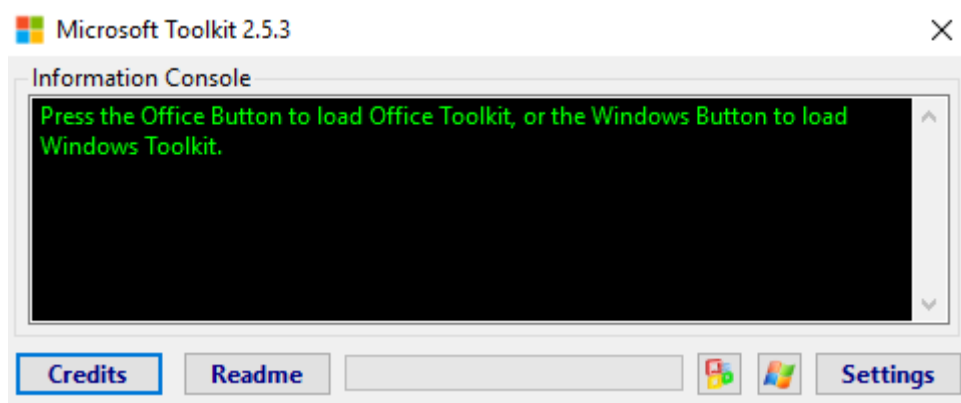 Microsoft Toolkit 2.5.3
Information Console
Press the Office Button to load Office Toolkit, or the Windows Button to load
Windows Toolkit.
Credits Readme Settings